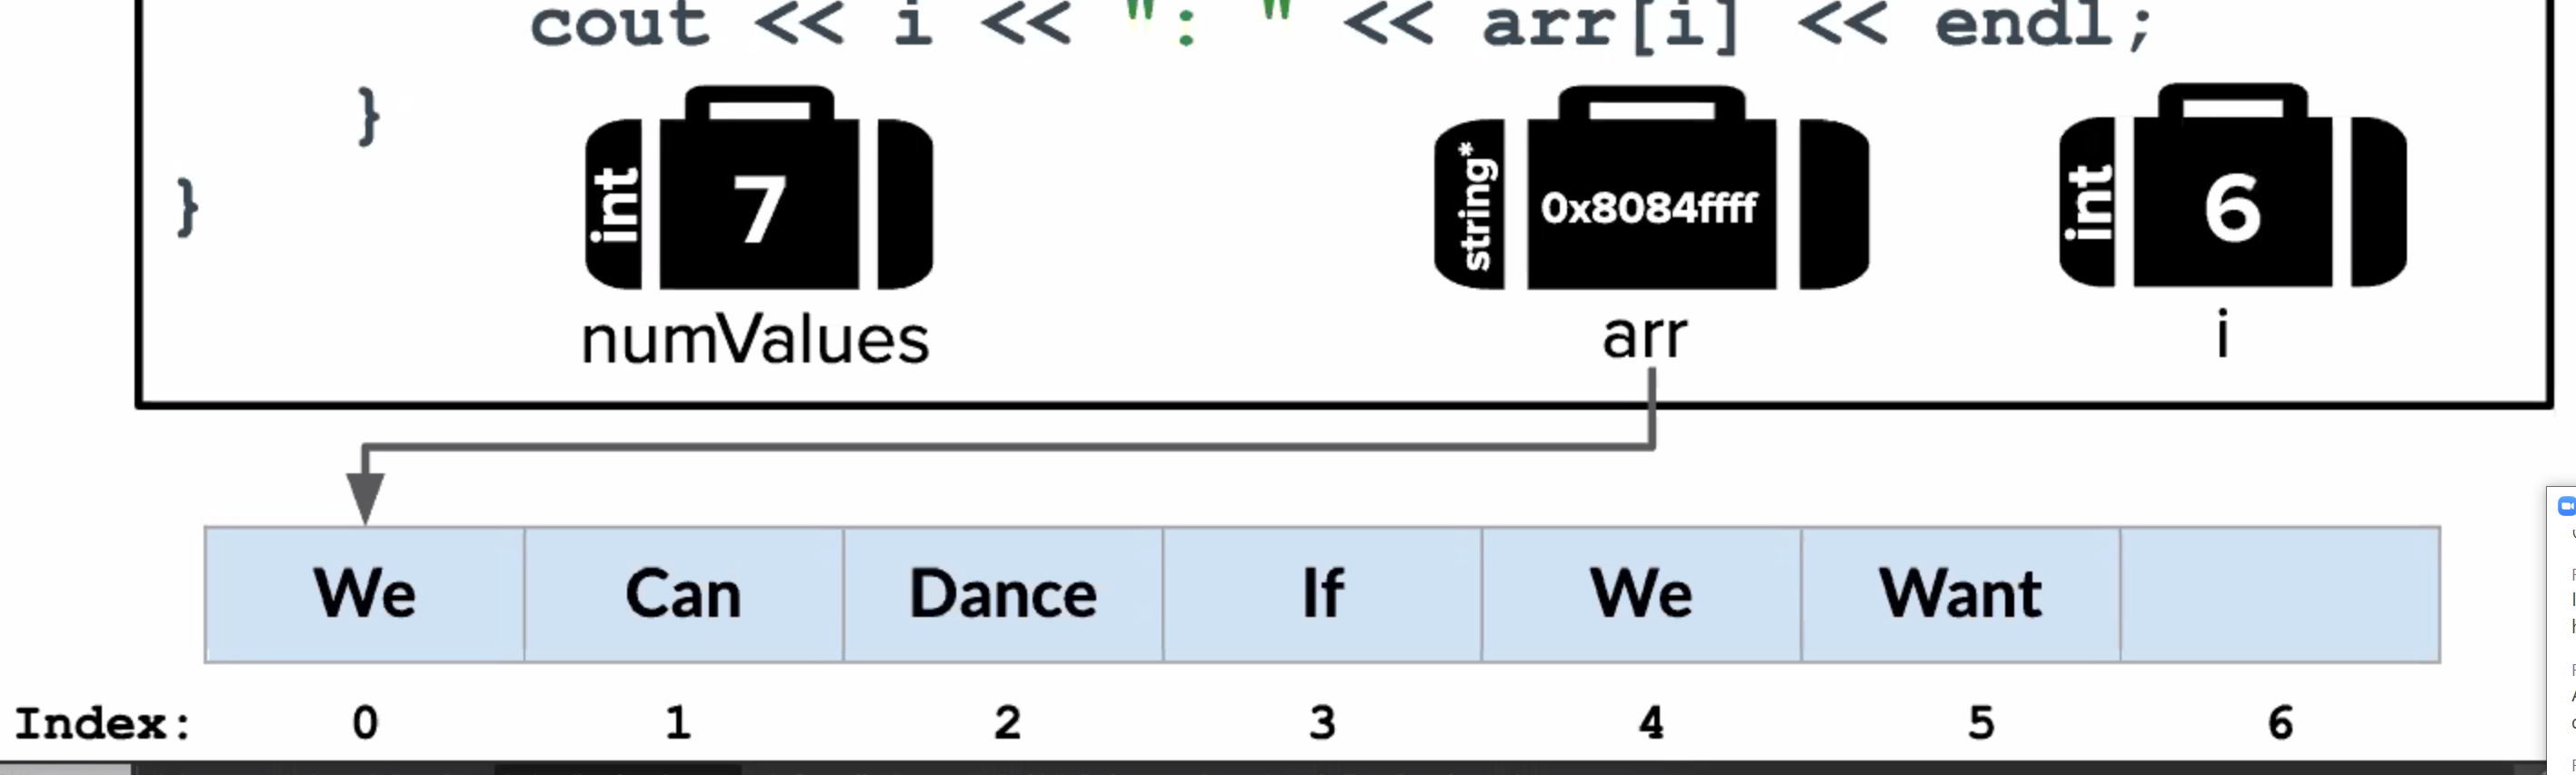 cout << i << ": " << arr[i] << endl;
}
}
int 7
string* 0x8084ffff
int 6
numValues arr i
We Can Dance If We Want
Index: 0 1 2 3 4 5 6